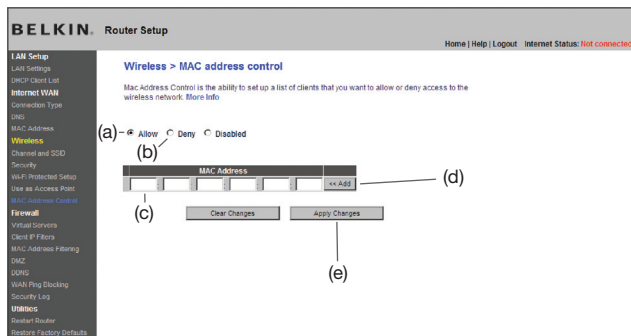 BELKIN. Router Setup
Home | Help | Logout Internet Status: Not connected
LAN Setup
LAN Settings
DHCP Client List
Internet WAN
Connection Type
DNS
MAC Address
Wireless
Channel and SSID
Security
Wi-Fi Protected Setup
Use as Access Point
MAC Address Control
Firewall
Virtual Servers
Client IP Filters
MAC Address Filtering
DMZ
DDNS
WAN Ping Blocking
Security Log
Utilities
Restart Router
Restore Factory Defaults
Wireless > MAC address control
Mac Address Control is the ability to set up a list of clients that you want to allow or deny access to the
wireless network. More Info
(a) Allow Deny Disabled
(b)
MAC Address
: : : : : << Add
(d)
(c)
Clear Changes Apply Changes
(e)